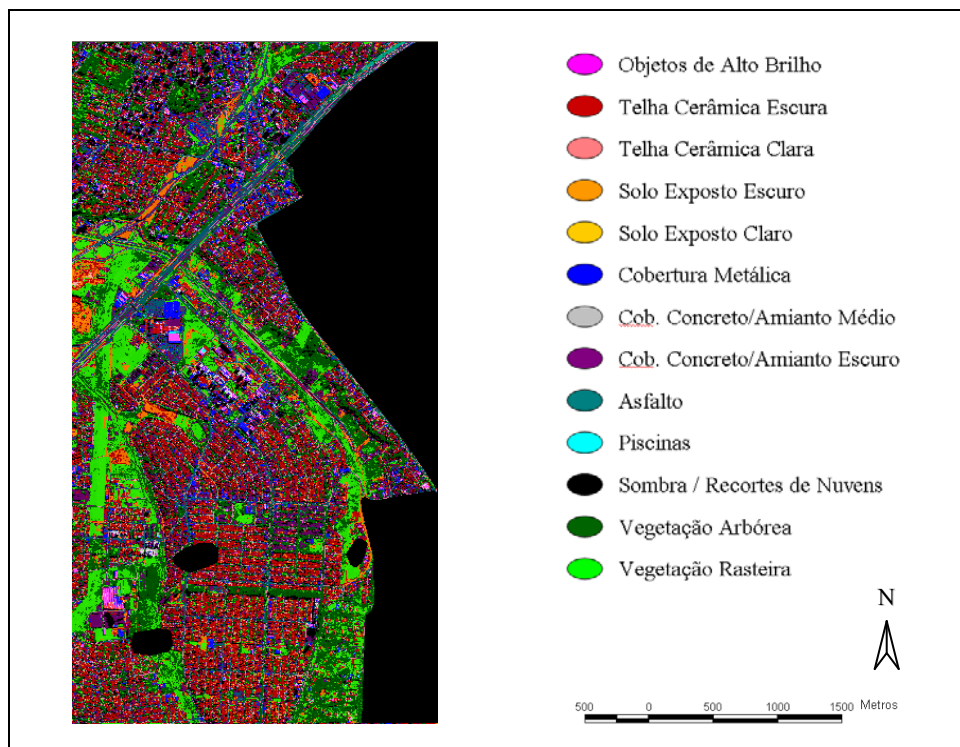 Objetos de Alto Brilho
Telha Cerâmica Escura
Telha Cerâmica Clara
Solo Exposto Escuro
Solo Exposto Claro
Cobertura Metálica
Cob. Concreto/Amianto Médio
Cob. Concreto/Amianto Escuro
Asfalto
Piscinas
Sombra / Recortes de Nuvens
Vegetação Arbórea
Vegetação Rasteira
N
500 0 500 1000 1500 Metros